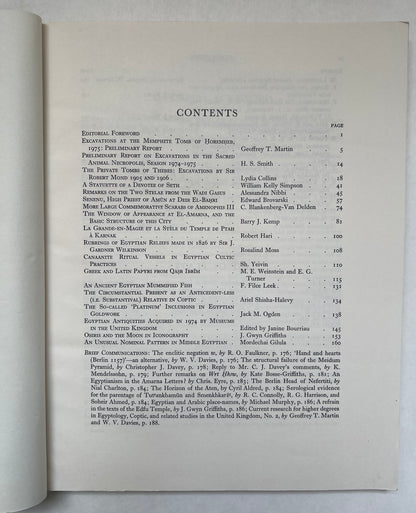 CONTENTS
PAGE
Editorial Foreword . . . . . . 1
Excavations at the Memphite Tomb of Horemḥeb,
1975: Preliminary Report . . . Geoffrey T. Martin . 5
Preliminary Report on Excavations in the Sacred
Animal Necropolis, Season 1974–1975 . . H. S. Smith . 14
The Private Tombs of Thebes: Excavations by Sir
Robert Mond 1905 and 1906 . . . Lydia Collins . 18
A Statuette of a Devotee of Seth . . William Kelly Simpson . 41
Remarks on the Two Stelae from the Wadi Gasus . Alessandra Nibbi . 45
Senenu, High Priest of Amūn at Deir El-Baḥri . Edward Brovarski . 57
More Large Commemorative Scarabs of Amenophis III . C. Blankenberg-Van Delden . 74
The Window of Appearance at El-Amarna, and the
Basic Structure of this City . . . Barry J. Kemp . 81
La Grande-en-Magie et la Stèle du Temple de Ptah
à Karnak . . . . Robert Hari . 100
Rubbings of Egyptian Reliefs made in 1826 by Sir J.
Gardner Wilkinson . . . . Rosalind Moss . 108
Canaanite Ritual Vessels in Egyptian Cultic
Practices . . . . Sh. Yeivin . 110
Greek and Latin Papyri from Qaṣr Ibrîm . M. E. Weinstein and E. G.
Turner . 115
An Ancient Egyptian Mummified Fish . . F. Filce Leek . 131
The Circumstantial Present as an Antecedent-less
(i.e. Substantival) Relative in Coptic . . Ariel Shisha-Halevy . 134
The So-called 'Platinum' Inclusions in Egyptian
Goldwork . . . . Jack M. Ogden . 138
Egyptian Antiquities Acquired in 1974 by Museums
in the United Kingdom . . . Edited by Janine Bourriau . 145
Osiris and the Moon in Iconography . . J. Gwyn Griffiths . 153
An Unusual Nominal Pattern in Middle Egyptian . Mordechai Gilula . 160
Brief Communications: The enclitic negation w, by R. O. Faulkner, p. 176; 'Hand and hearts
(Berlin 1157)'—an alternative, by W. V. Davies, p. 176; The structural failure of the Meidum
Pyramid, by Christopher J. Davey, p. 178; Reply to Mr. C. J. Davey's comments, by K.
Mendelssohn, p. 179; Further remarks on Wrt Ḥkꜣw, by Kate Bosse-Griffiths, p. 181; An
Egyptianism in the Amarna Letters? by Chris. Eyre, p. 183; The Berlin Head of Nefertiti, by
Nial Charlton, p. 184; The Horizon of the Aten, by Cyril Aldred, p. 184; Serological evidence
for the parentage of Tutꜥankhamūn and Smenkhkarēꜥ, by R. C. Connolly, R. G. Harrison, and
Soheir Ahmed, p. 184; Egyptian and Arabic place-names, by Michael Murphy, p. 186; A refrain
in the texts of the Edfu Temple, by J. Gwyn Griffiths, p. 186; Current research for higher degrees
in Egyptology, Coptic, and related studies in the United Kingdom, No. 2, by Geoffrey T. Martin
and W. V. Davies, p. 188.